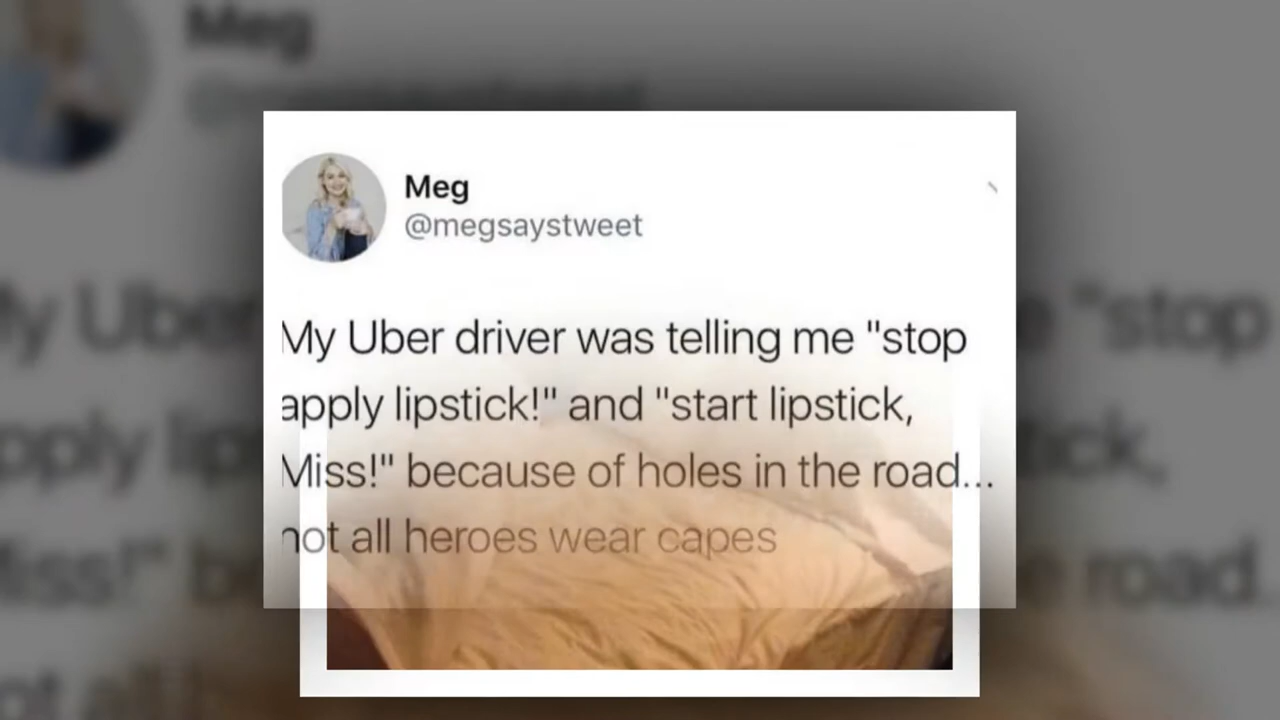 Meg
@megsaystweet
My Uber driver was telling me "stop
apply lipstick!" and "start lipstick,
Miss!" because of holes in the road...
not all heroes wear capes